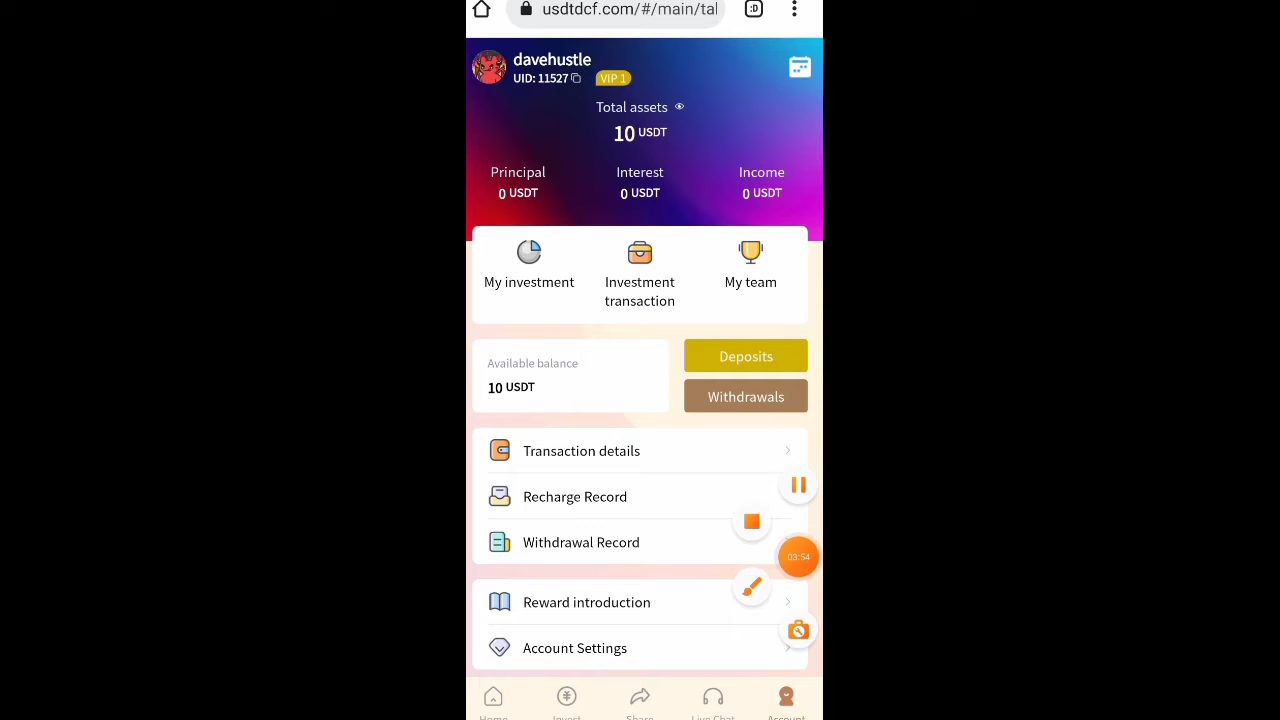 usdtdcf.com/#/main/tal
:D
davehustle
UID: 11527
VIP 1
Total assets
10 USDT
Principal
Interest
Income
0 USDT
0 USDT
0 USDT
My investment
Investment
transaction
My team
Available balance
10 USDT
Deposits
Withdrawals
Transaction details
Recharge Record
Withdrawal Record
03:54
Reward introduction
Account Settings
Home
Invest
Share
Live Chat
Account